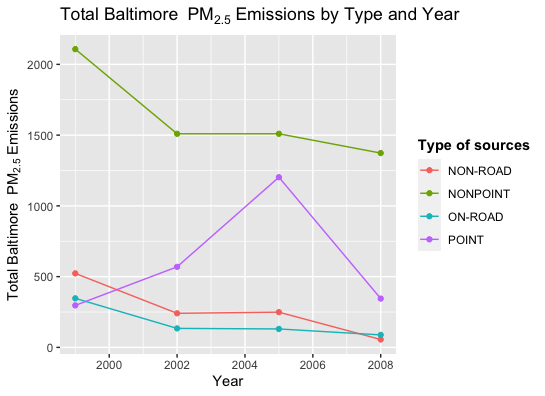 Total Baltimore  PM2.5 Emissions by Type and Year
Total Baltimore  PM2.5 Emissions
2000
1500
1000
500
0
2000 2002 2004 2006 2008
Year
Type of sources
NON-ROAD
NONPOINT
ON-ROAD
POINT